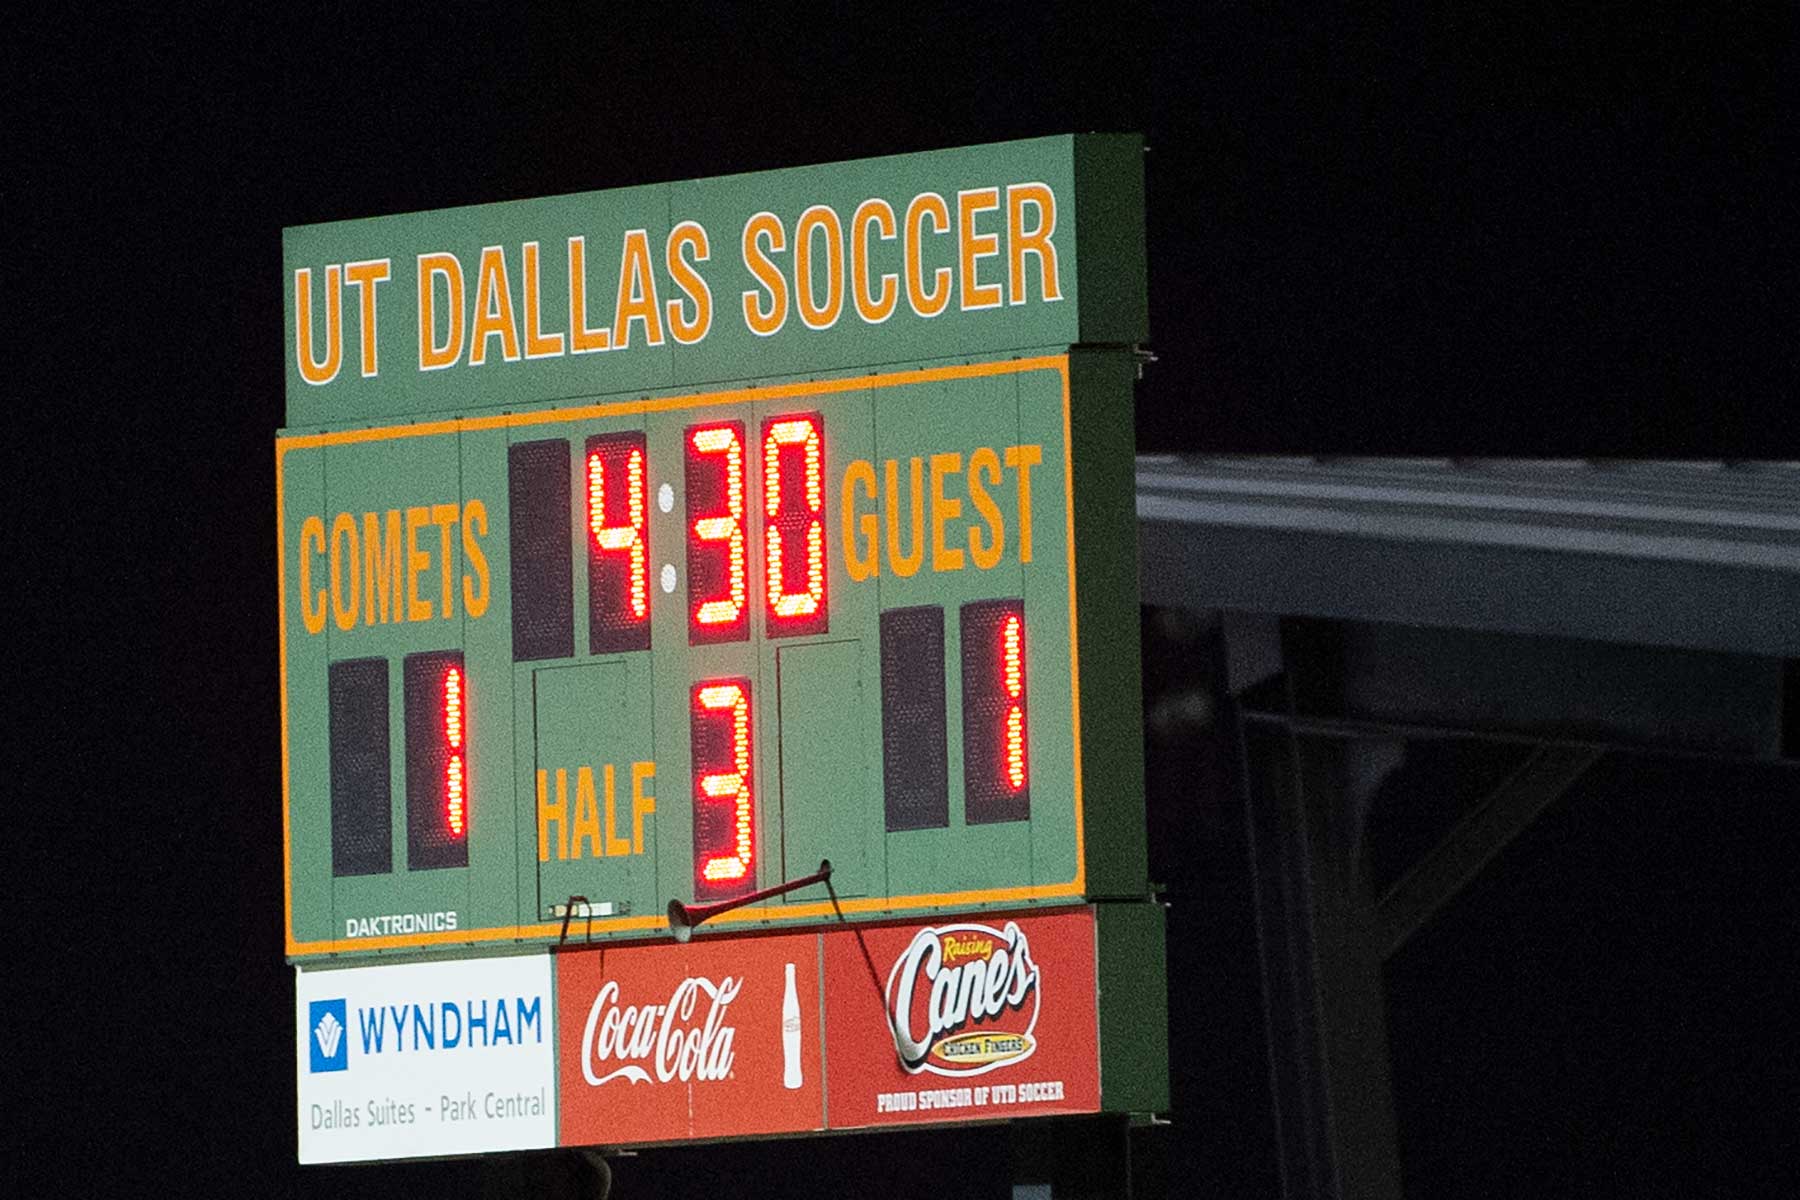 UT DALLAS SOCCER
COMETS 4:30 GUEST
1 1
HALF 3
DAKTRONICS
WYNDHAM
Dallas Suites - Park Central
Coca-Cola
Raising
Cane's
CHICKEN FINGERS
PROUD SPONSOR OF UTD SOCCER